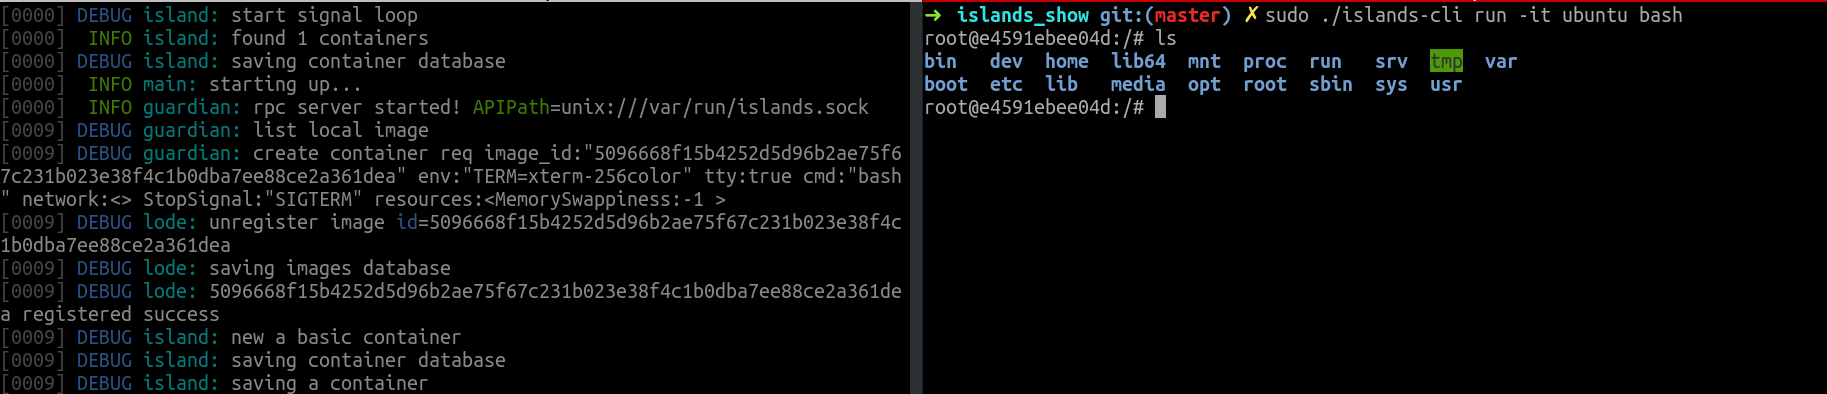 [0000] DEBUG island: start signal loop
[0000]  INFO island: found 1 containers
[0000] DEBUG island: saving container database
[0000]  INFO main: starting up...
[0000]  INFO guardian: rpc server started! APIPath=unix:///var/run/islands.sock
[0009] DEBUG guardian: list local image
[0009] DEBUG guardian: create container req image_id:"5096668f15b4252d5d96b2ae75f6
7c231b023e38f4c1b0dba7ee88ce2a361dea" env:"TERM=xterm-256color" tty:true cmd:"bash
" network:<> StopSignal:"SIGTERM" resources:<MemorySwappiness:-1 >
[0009] DEBUG lode: unregister image id=5096668f15b4252d5d96b2ae75f67c231b023e38f4c
1b0dba7ee88ce2a361dea
[0009] DEBUG lode: saving images database
[0009] DEBUG lode: 5096668f15b4252d5d96b2ae75f67c231b023e38f4c1b0dba7ee88ce2a361de
a registered success
[0009] DEBUG island: new a basic container
[0009] DEBUG island: saving container database
[0009] DEBUG island: saving a container
➜  islands_show git:(master) ✗ sudo ./islands-cli run -it ubuntu bash
root@e4591ebee04d:/# ls
bin   dev  home  lib64  mnt  proc  run   srv  tmp  var
boot  etc  lib   media  opt  root  sbin  sys  usr
root@e4591ebee04d:/#